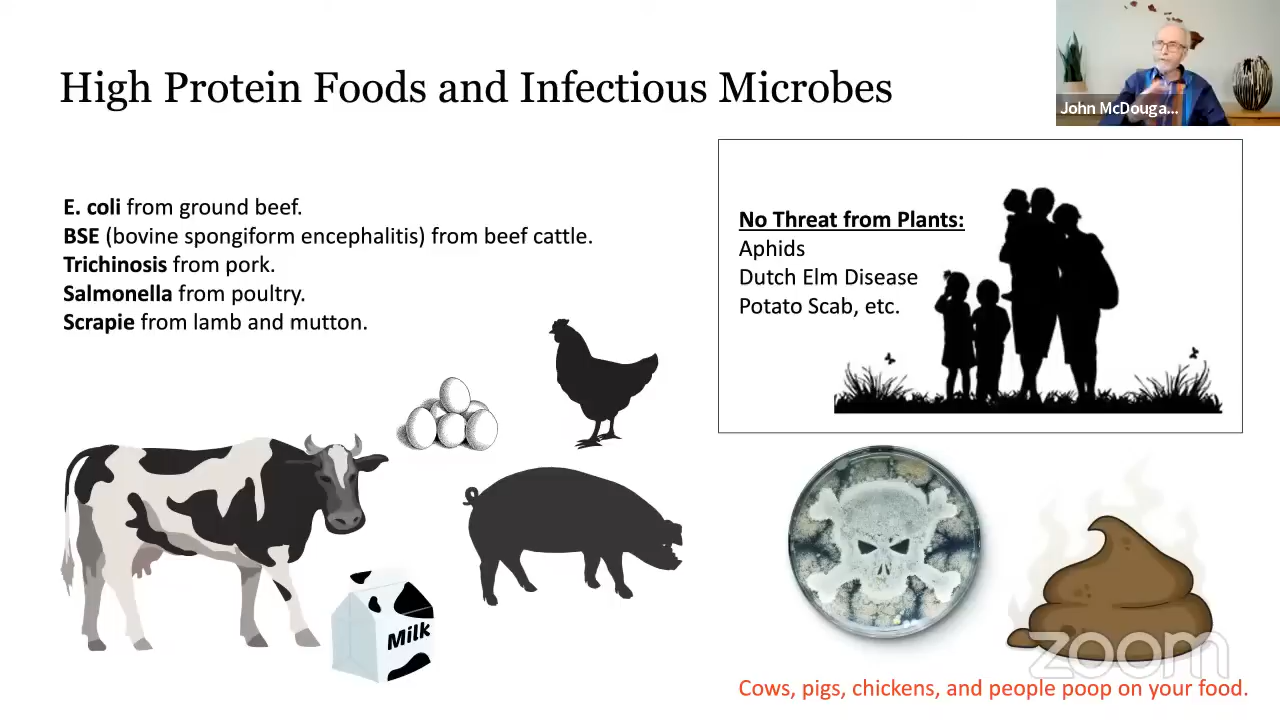 High Protein Foods and Infectious Microbes
John McDouga...
E. coli from ground beef.
BSE (bovine spongiform encephalitis) from beef cattle.
Trichinosis from pork.
Salmonella from poultry.
Scrapie from lamb and mutton.
No Threat from Plants:
Aphids
Dutch Elm Disease
Potato Scab, etc.
Milk
zoom
Cows, pigs, chickens, and people poop on your food.